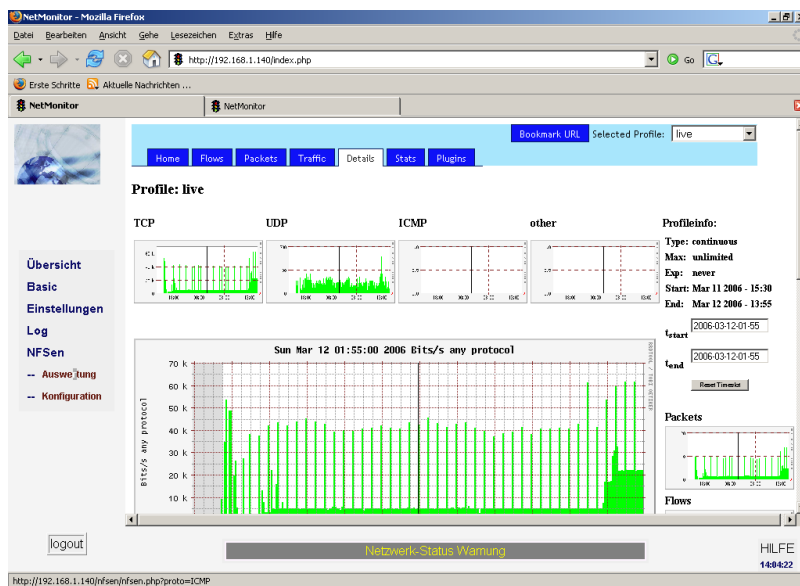 NetMonitor - Mozilla Firefox
Datei Bearbeiten Ansicht Gehe Lesezeichen Extras Hilfe
http://192.168.1.140/index.php
Go
Erste Schritte Aktuelle Nachrichten ...
NetMonitor NetMonitor
Bookmark URL Selected Profile: live
Home Flows Packets Traffic Details Stats Plugins
Profile: live
TCP UDP ICMP other Profileinfo:
Type: continuous
Max: unlimited
Exp: never
Start: Mar 11 2006 - 15:30
End: Mar 12 2006 - 13:55
tstart 2006-03-12-01-55
tend 2006-03-12-01-55
Reset Timeslot
Übersicht
Basic
Einstellungen
Log
NFSen
-- Auswertung
-- Konfiguration
Sun Mar 12 01:55:00 2006 Bits/s any protocol
Bits/s any protocol
70 k
60 k
50 k
40 k
30 k
20 k
10 k
Packets
Flows
logout
Netzwerk-Status Warnung
HILFE
14:04:22
http://192.168.1.140/nfsen/nfsen.php?proto=ICMP